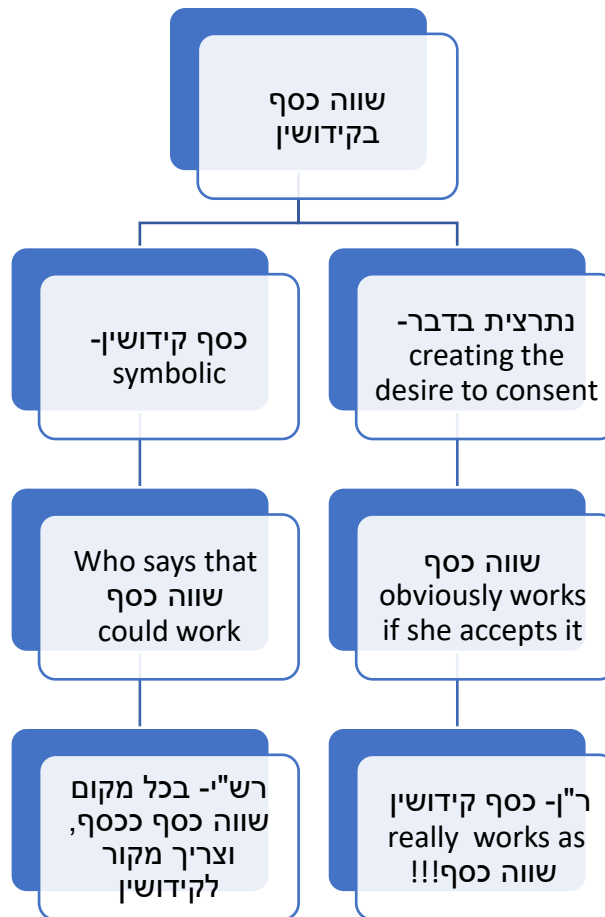 שווה כסף
בקידושין
כסף קידושין-
symbolic
נתרצית בדבר-
creating the
desire to consent
Who says that
שווה כסף
could work
שווה כסף
obviously works
if she accepts it
רש"י- בכל מקום
שווה כסף ככסף,
וצריך מקור
לקידושין
ר"ן- כסף קידושין
really works as
שווה כסף!!!